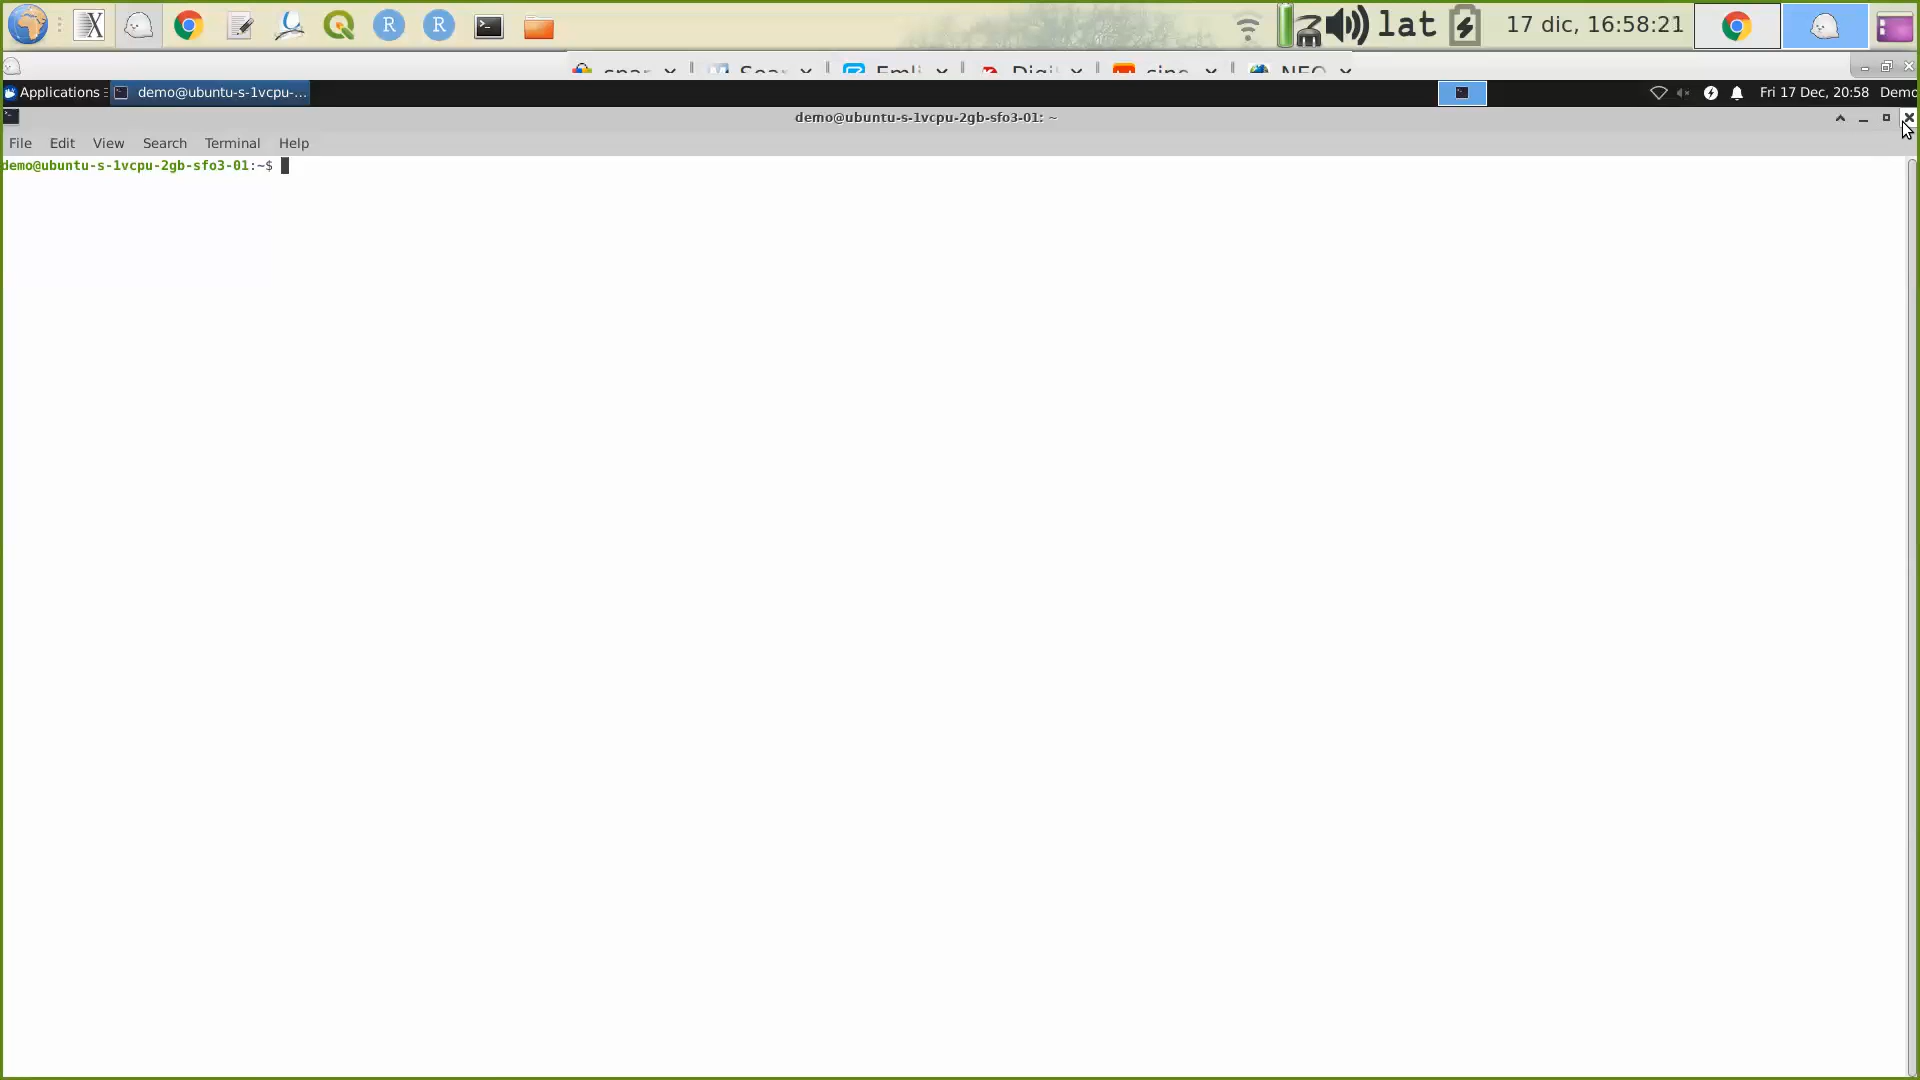 X R R lat 17 dic, 16:58:21
Applications demo@ubuntu-s-1vcpu-... Fri 17 Dec, 20:58 Demo
demo@ubuntu-s-1vcpu-2gb-sfo3-01: ~
File Edit View Search Terminal Help
demo@ubuntu-s-1vcpu-2gb-sfo3-01:~$